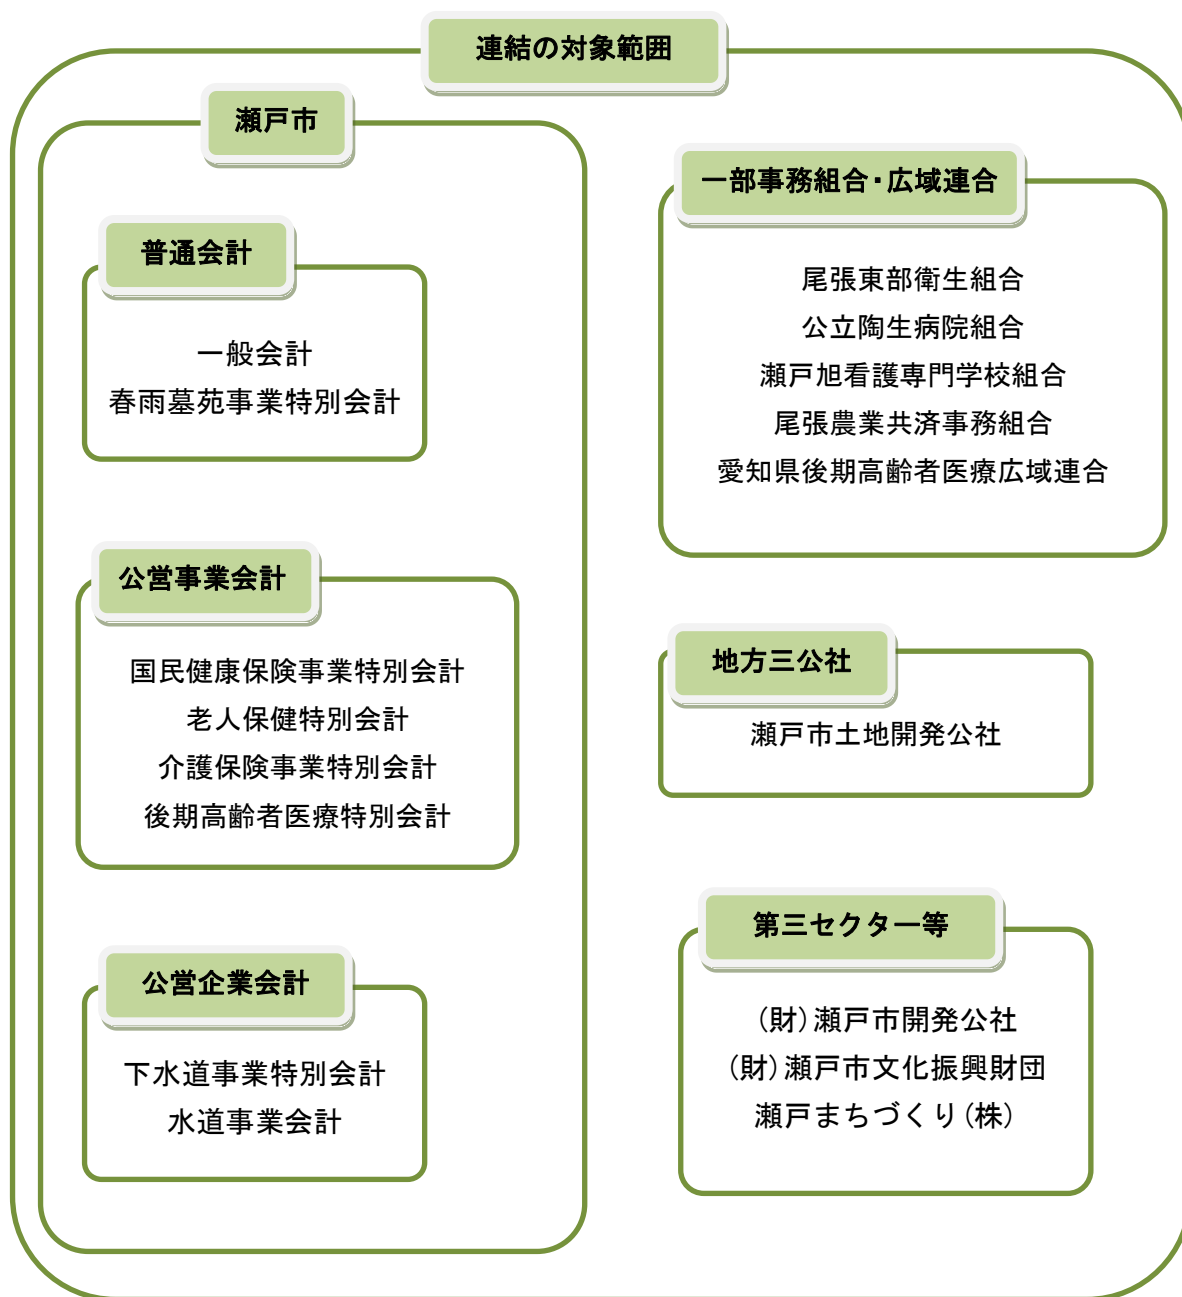 連結の対象範囲
瀬戸市
普通会計
一般会計
春雨墓苑事業特別会計
公営事業会計
国民健康保険事業特別会計
老人保健特別会計
介護保険事業特別会計
後期高齢者医療特別会計
公営企業会計
下水道事業特別会計
水道事業会計
一部事務組合・広域連合
尾張東部衛生組合
公立陶生病院組合
瀬戸旭看護専門学校組合
尾張農業共済事務組合
愛知県後期高齢者医療広域連合
地方三公社
瀬戸市土地開発公社
第三セクター等
(財)瀬戸市開発公社
(財)瀬戸市文化振興財団
瀬戸まちづくり(株)